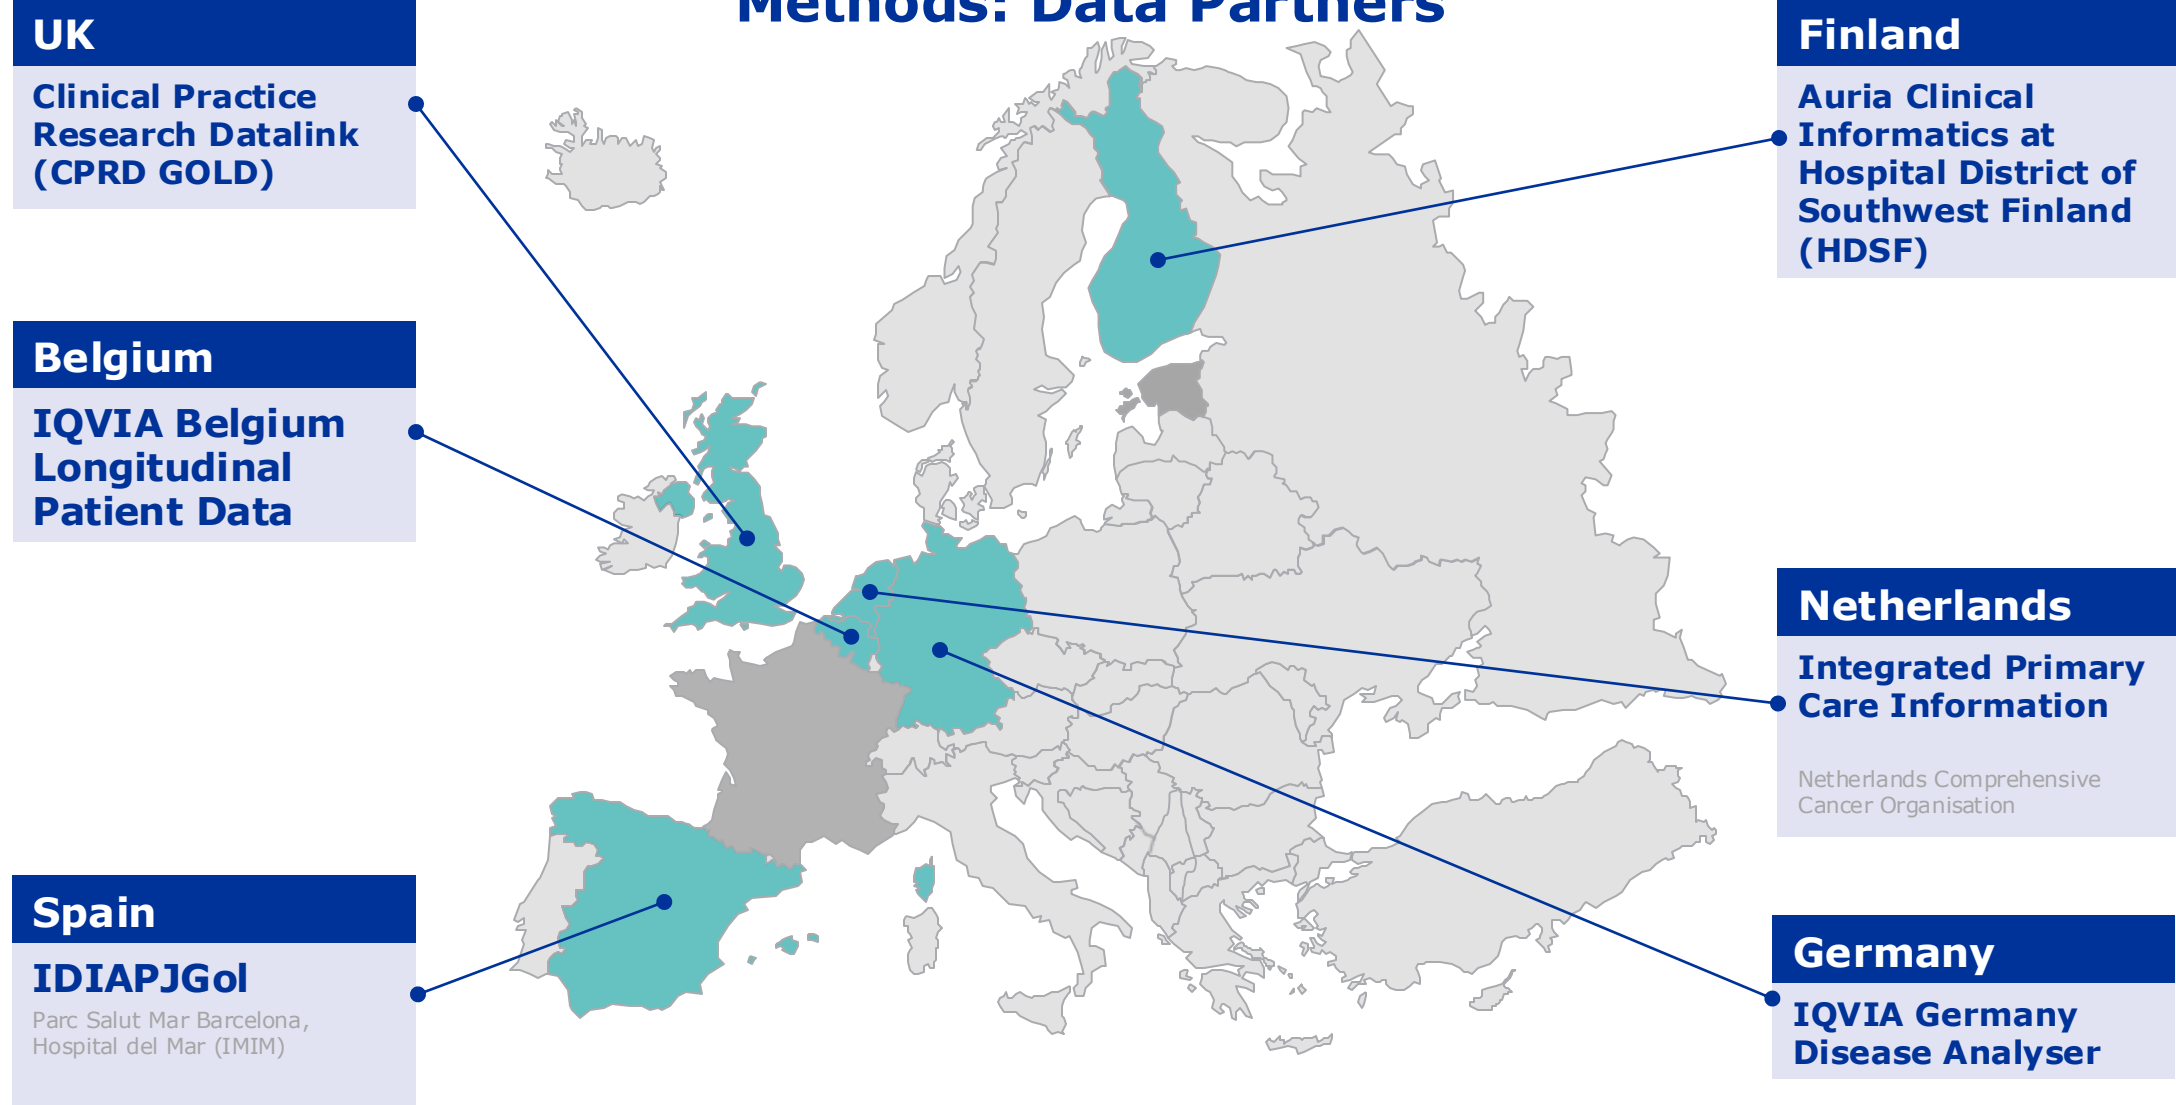 Methods: Data Partners
UK
Clinical Practice
Research Datalink
(CPRD GOLD)
Belgium
IQVIA Belgium
Longitudinal
Patient Data
Spain
IDIAPJGol
Parc Salut Mar Barcelona,
Hospital del Mar (IMIM)
Finland
Auria Clinical
Informatics at
Hospital District of
Southwest Finland
(HDSF)
Netherlands
Integrated Primary
Care Information
Netherlands Comprehensive
Cancer Organisation
Germany
IQVIA Germany
Disease Analyser